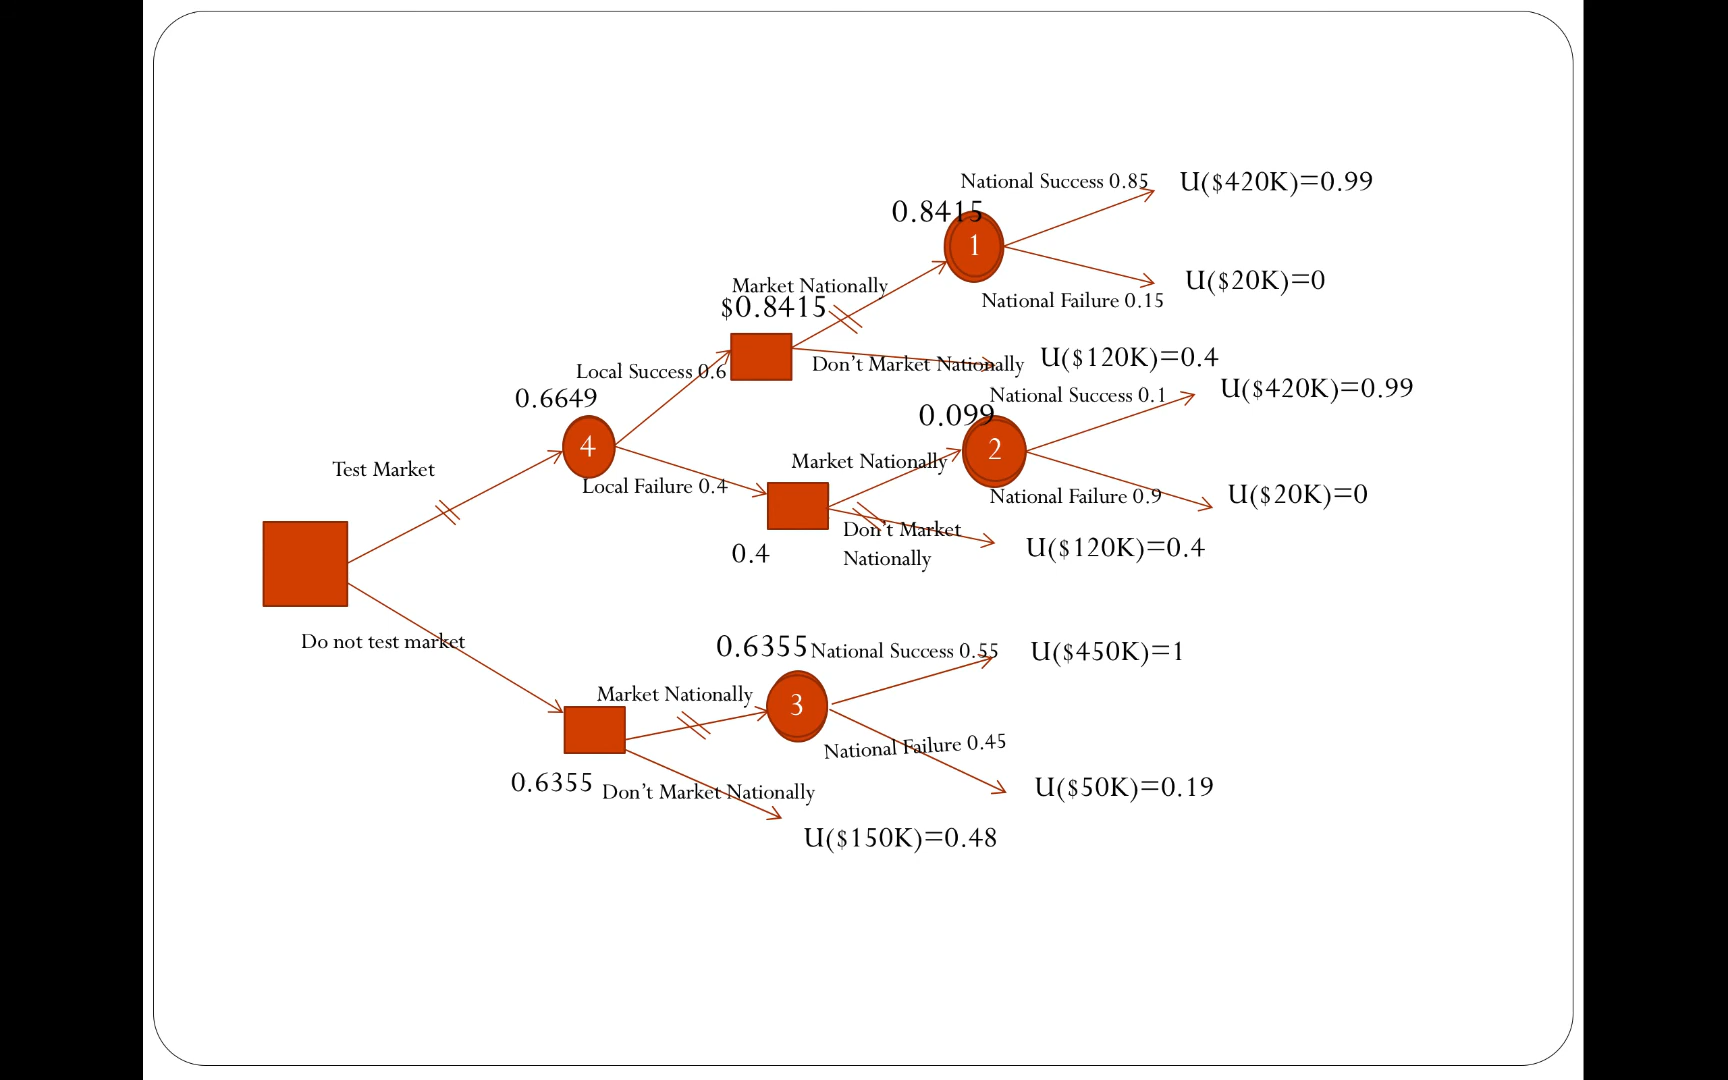 National Success 0.85
U($420K)=0.99
0.8415
1
U($20K)=0
Market Nationally
National Failure 0.15
$0.8415
U($120K)=0.4
Don't Market Nationally
Local Success 0.6
U($420K)=0.99
National Success 0.1
0.6649
0.099
4
2
Market Nationally
Test Market
Local Failure 0.4
National Failure 0.9
U($20K)=0
Don't Market
Nationally
U($120K)=0.4
0.4
Do not test market
0.6355
National Success 0.55
U($450K)=1
Market Nationally
3
National Failure 0.45
0.6355
Don't Market Nationally
U($50K)=0.19
U($150K)=0.48